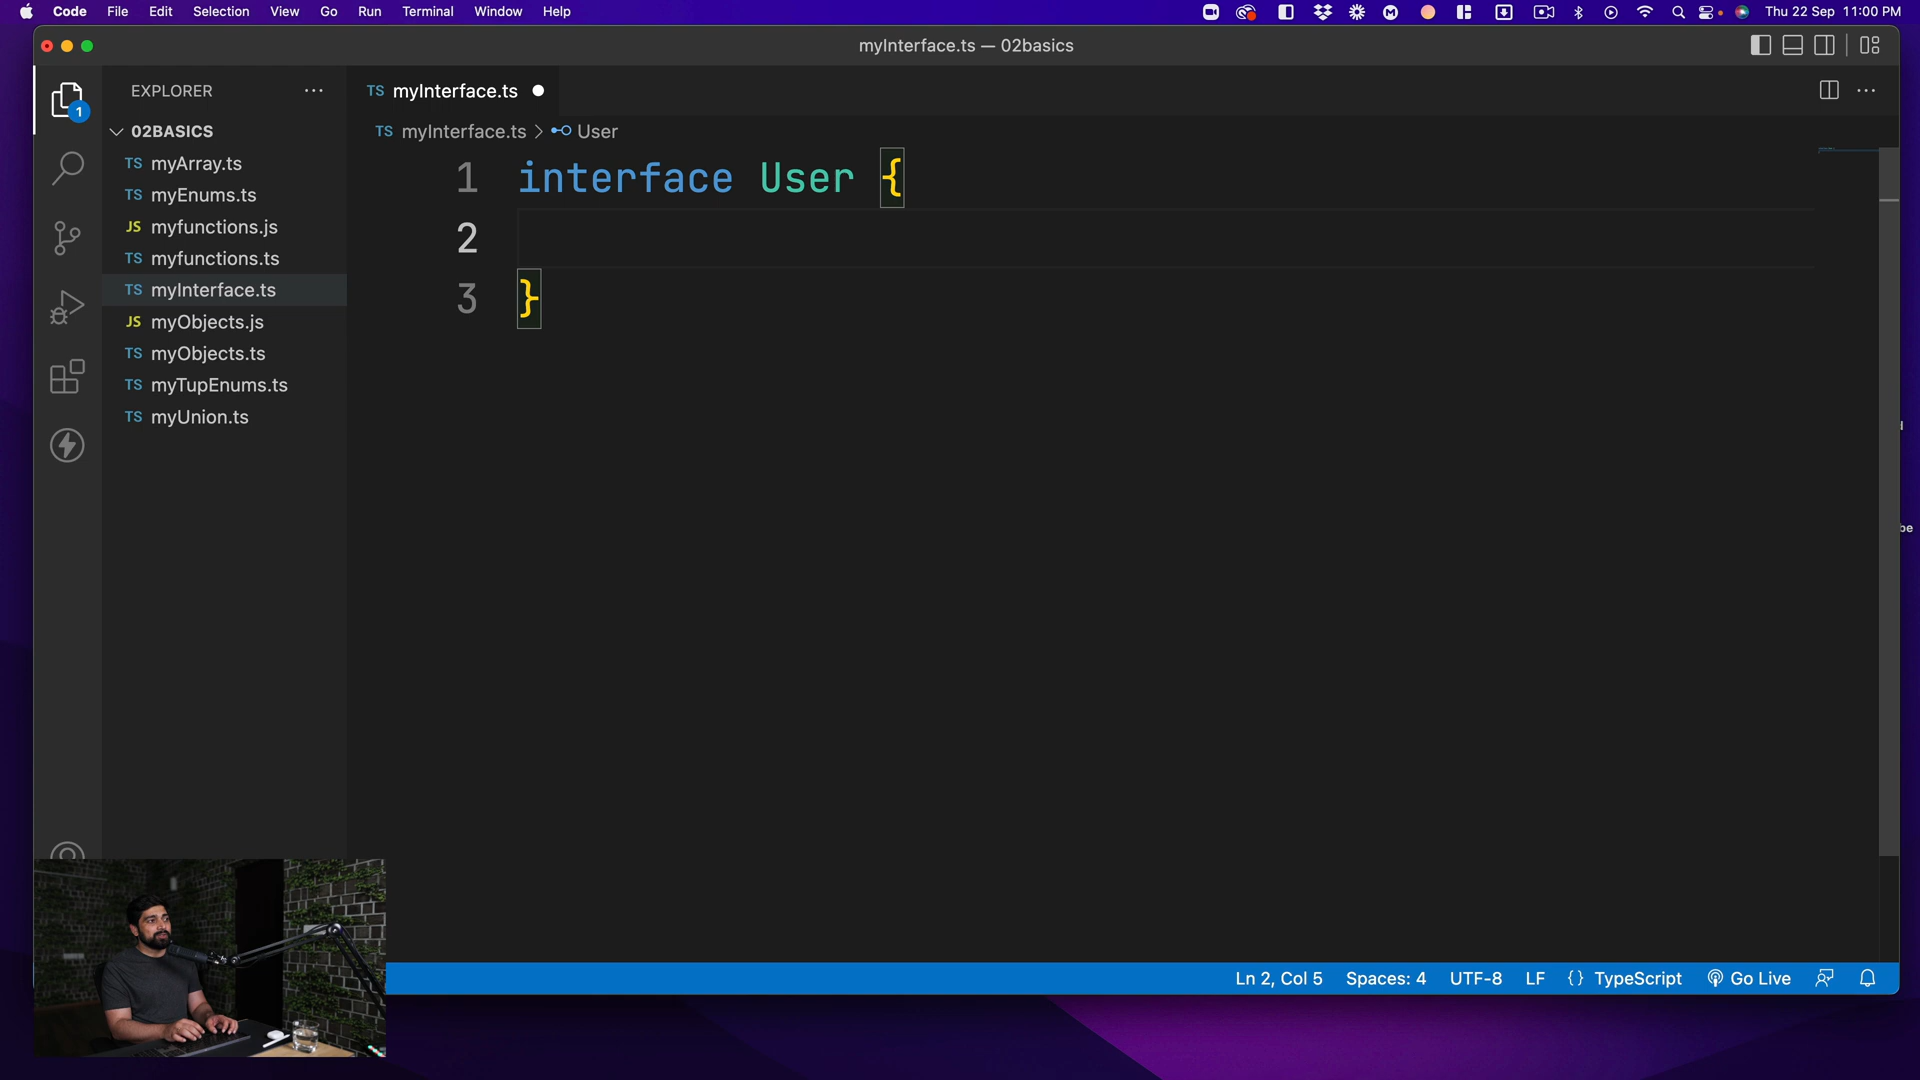 Code File Edit Selection View Go Run Terminal Window Help Thu 22 Sep 11:00 PM
myInterface.ts — 02basics
EXPLORER
TS myInterface.ts
1
02BASICS
TS myInterface.ts > User
TS myArray.ts
TS myEnums.ts
JS myfunctions.js
TS myfunctions.ts
TS myInterface.ts
JS myObjects.js
TS myObjects.ts
TS myTupEnums.ts
TS myUnion.ts
1 interface User {
2
3 }
be
Ln 2, Col 5 Spaces: 4 UTF-8 LF {} TypeScript Go Live